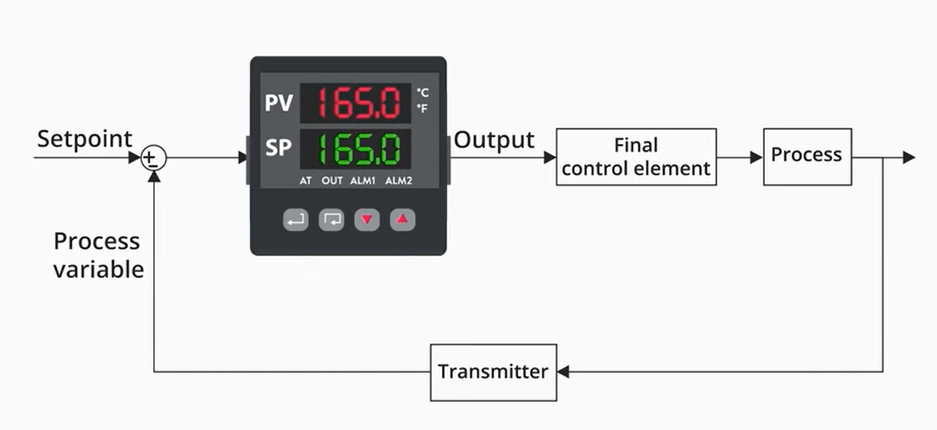 PV 165.0 °C
°F
Setpoint
SP 165.0
Output
Final
control element
Process
AT OUT ALM1 ALM2
Process
variable
Transmitter